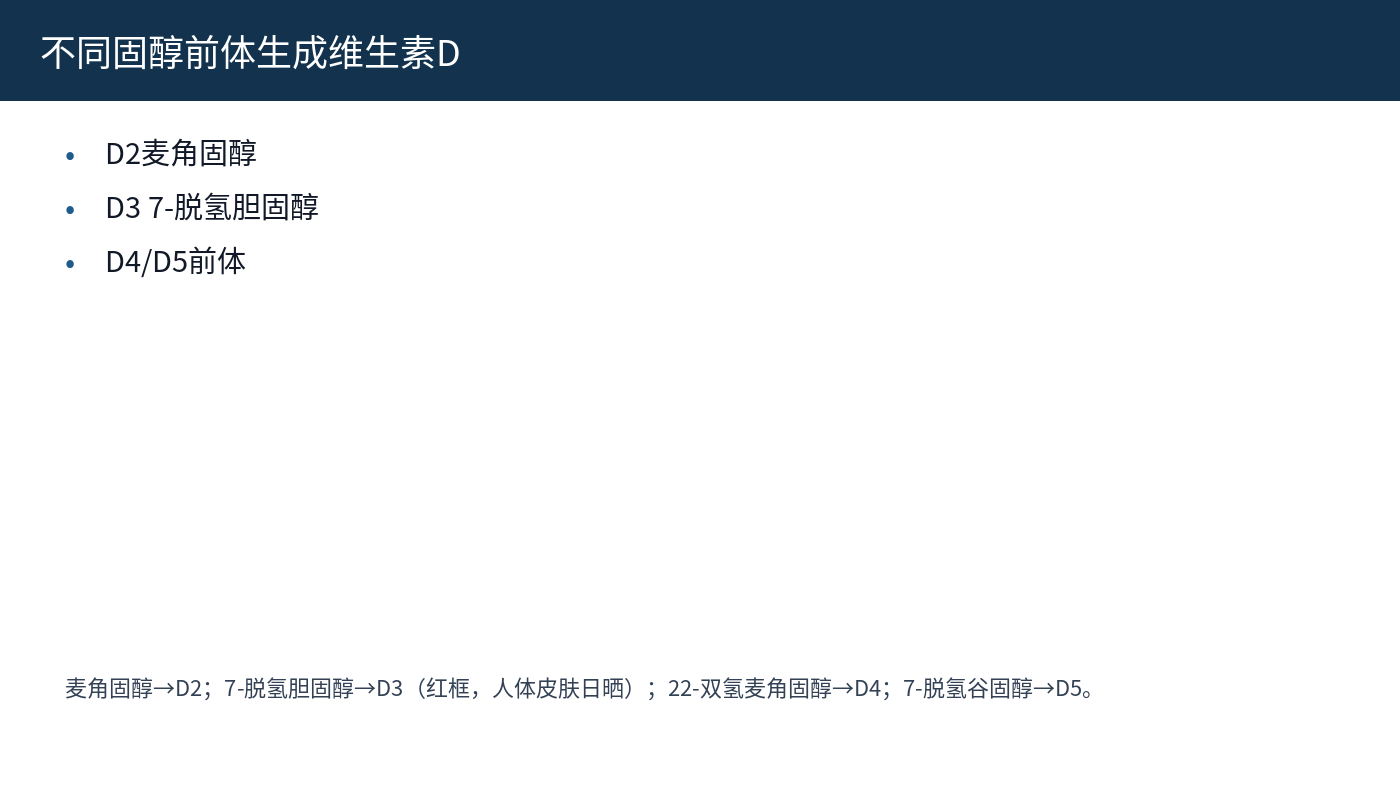 不同固醇前体生成维生素D
• D2麦角固醇
• D3 7-脱氢胆固醇
• D4/D5前体
麦角固醇→D2；7-脱氢胆固醇→D3（红框，人体皮肤日晒）；22-双氢麦角固醇→D4；7-脱氢谷固醇→D5。